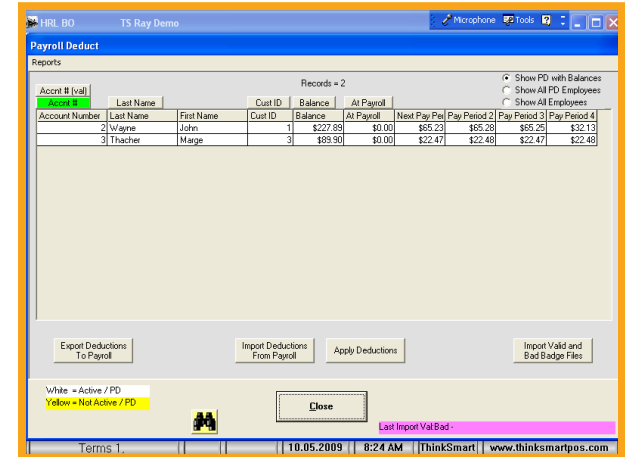 HRL BO TS Ray Demo Microphone Tools
Payroll Deduct
Reports
Records = 2
Show PD with Balances
Show All PD Employees
Show All Employees
Accnt # (val)
Accnt # Last Name Cust ID Balance At Payroll
Account Number Last Name First Name Cust ID Balance At Payroll Next Pay Per Pay Period 2 Pay Period 3 Pay Period 4
2 Wayne John 1 $227.89 $0.00 $65.23 $65.28 $65.25 $32.13
3 Thacher Marge 3 $89.90 $0.00 $22.47 $22.48 $22.47 $22.48
Export Deductions
To Payroll
Import Deductions
From Payroll
Apply Deductions
Import Valid and
Bad Badge Files
White = Active / PD
Yellow = Not Active / PD
Close
Last Import Val:Bad -
Terms 1, 10.05.2009 8:24 AM ThinkSmart www.thinksmartpos.com